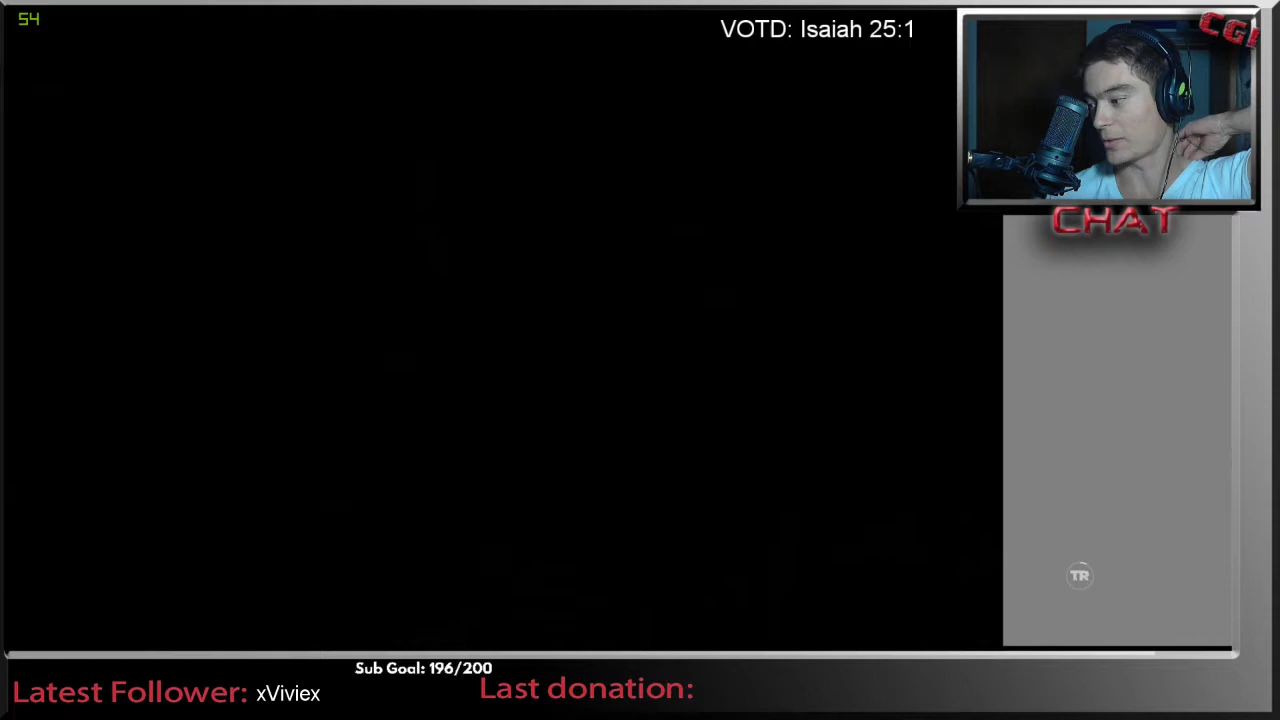 54
VOTD: Isaiah 25:1
CGI
CHAT
TR
Sub Goal: 196/200
Latest Follower: xViviex
Last donation: